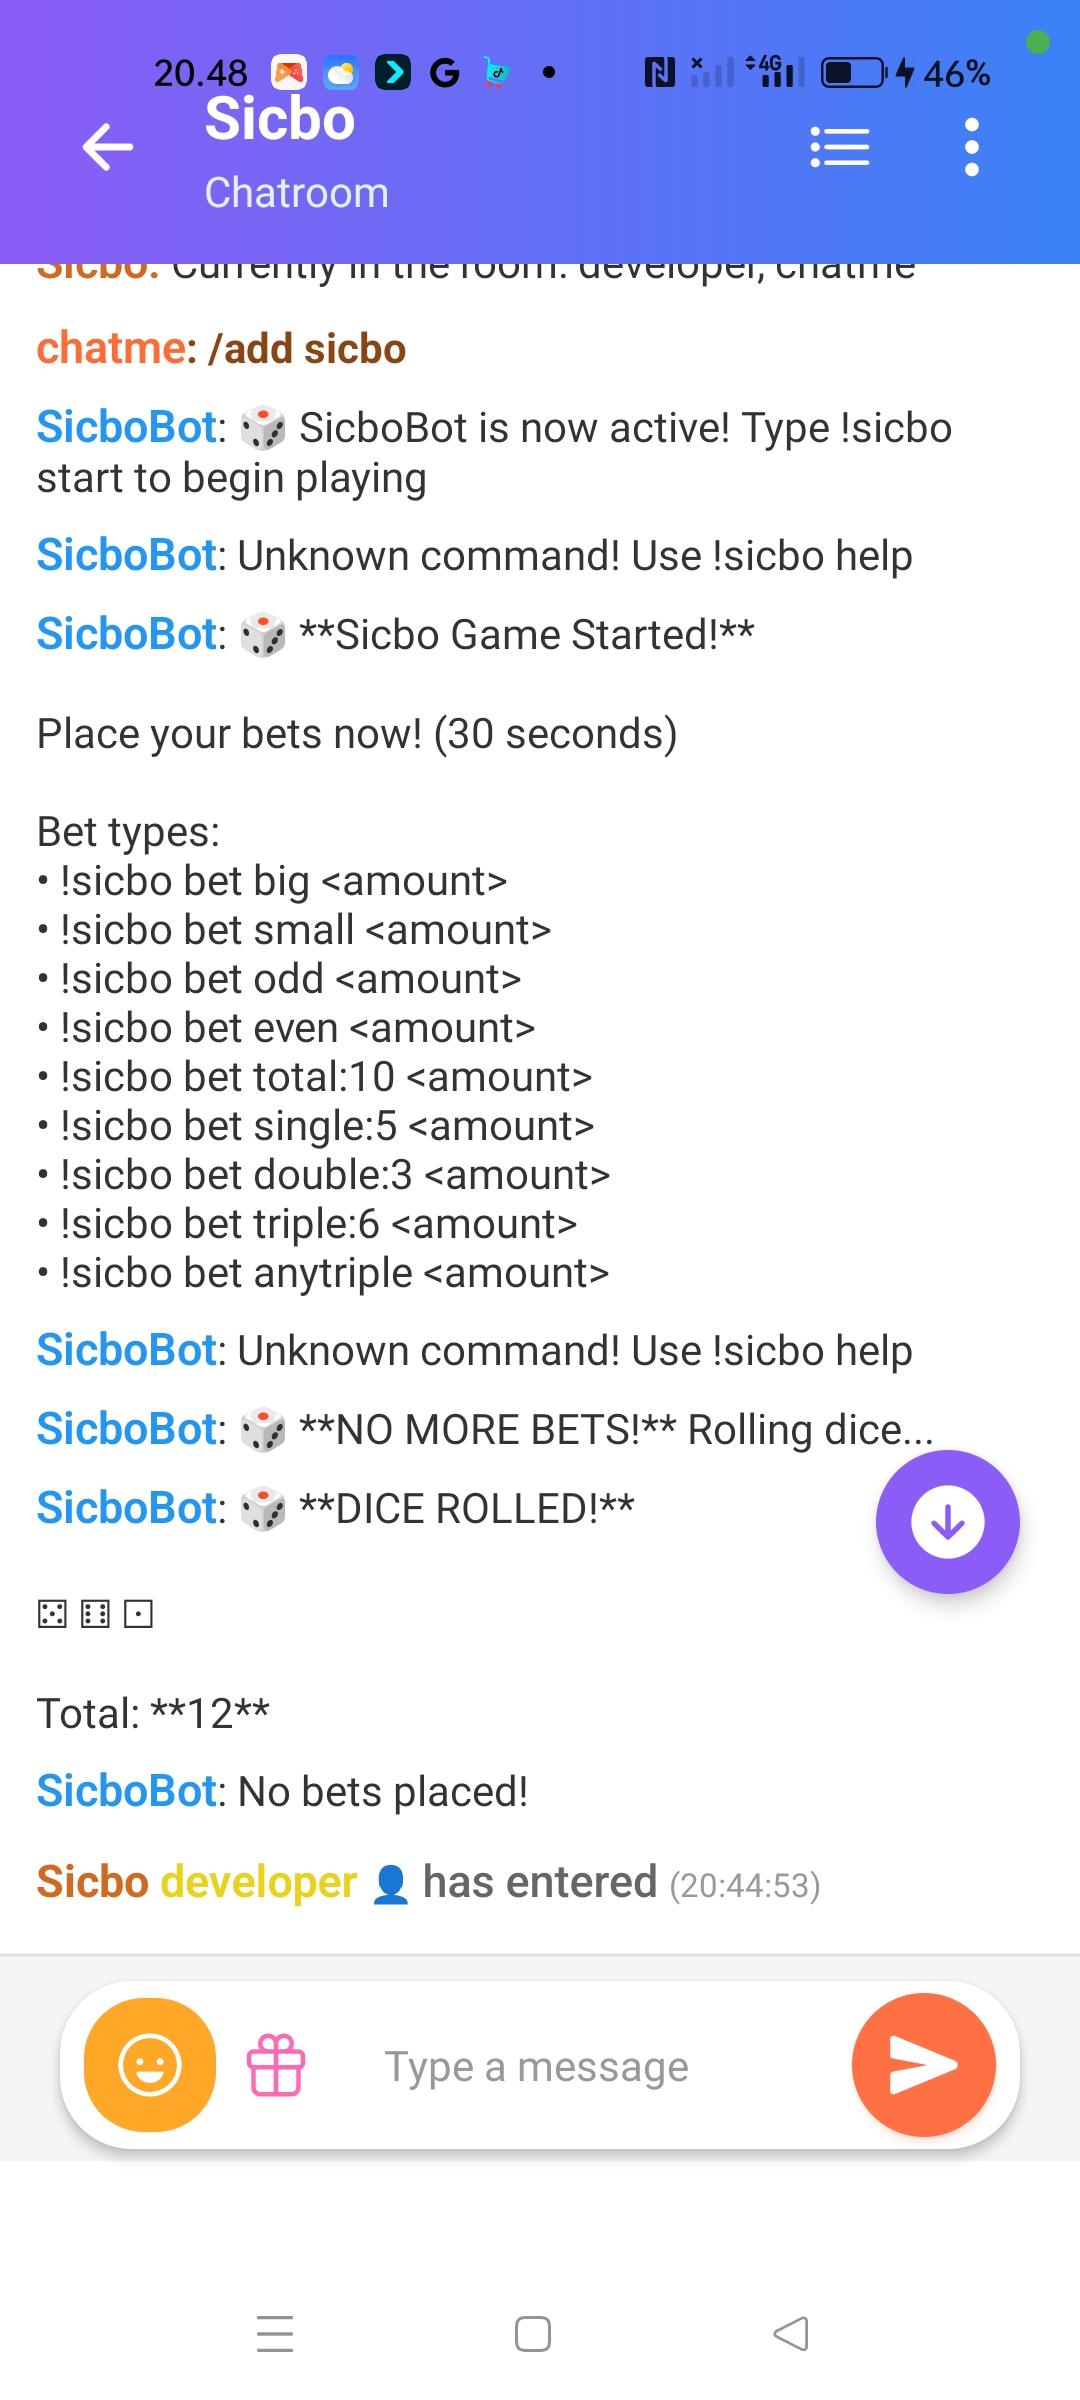 20.48
4G
46%
Sicbo
Chatroom
Sicbo: Currently in the room: developer, chatme
chatme: /add sicbo
SicboBot: 🎲 SicboBot is now active! Type !sicbo
start to begin playing
SicboBot: Unknown command! Use !sicbo help
SicboBot: 🎲 **Sicbo Game Started!**
Place your bets now! (30 seconds)
Bet types:
• !sicbo bet big <amount>
• !sicbo bet small <amount>
• !sicbo bet odd <amount>
• !sicbo bet even <amount>
• !sicbo bet total:10 <amount>
• !sicbo bet single:5 <amount>
• !sicbo bet double:3 <amount>
• !sicbo bet triple:6 <amount>
• !sicbo bet anytriple <amount>
SicboBot: Unknown command! Use !sicbo help
SicboBot: 🎲 **NO MORE BETS!** Rolling dice...
SicboBot: 🎲 **DICE ROLLED!**
⚄ ⚅ ⚀
Total: **12**
SicboBot: No bets placed!
Sicbo developer 👤 has entered (20:44:53)
Type a message